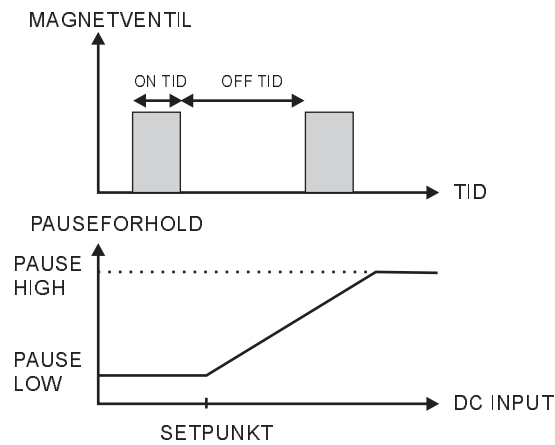 MAGNETVENTIL
ON TID
OFF TID
TID
PAUSEFORHOLD
PAUSE
HIGH
PAUSE
LOW
DC INPUT
SETPUNKT